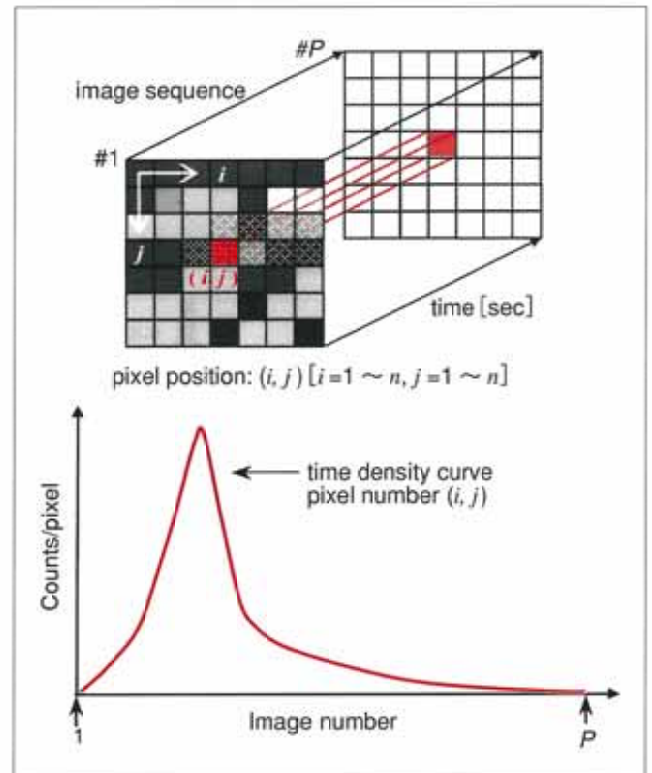 #P
image sequence
#1
i
j
(i, j)
time [sec]
pixel position: (i, j) [i=1 ~ n, j=1 ~ n]
time density curve
pixel number (i, j)
Counts/pixel
Image number
1
P